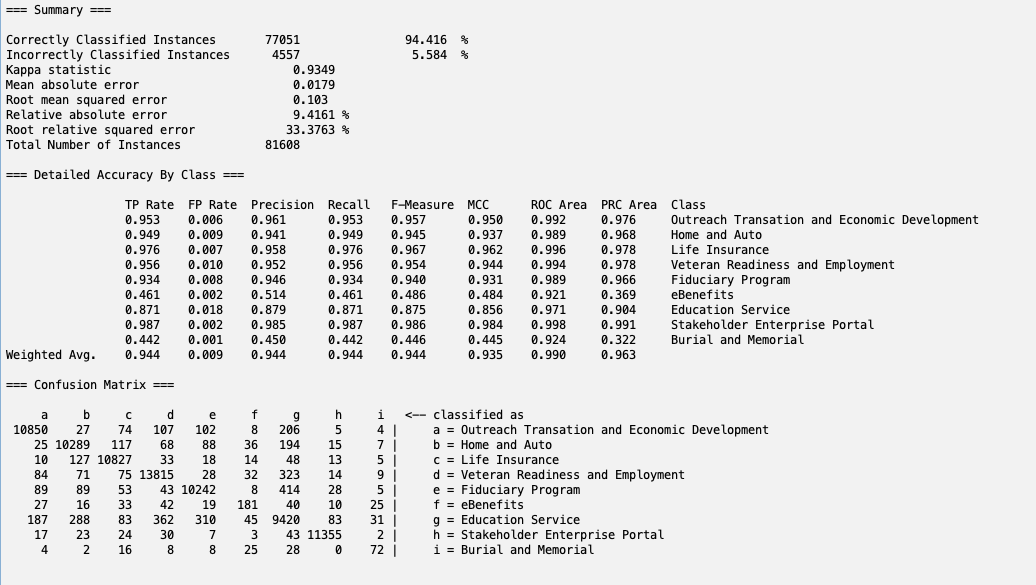 === Summary ===
Correctly Classified Instances 77051 94.416 %
Incorrectly Classified Instances 4557 5.584 %
Kappa statistic 0.9349
Mean absolute error 0.0179
Root mean squared error 0.103
Relative absolute error 9.4161 %
Root relative squared error 33.3763 %
Total Number of Instances 81608
=== Detailed Accuracy By Class ===
TP Rate FP Rate Precision Recall F-Measure MCC ROC Area PRC Area Class
0.953 0.006 0.961 0.953 0.957 0.950 0.992 0.976 Outreach Transation and Economic Development
0.949 0.009 0.941 0.949 0.945 0.937 0.989 0.968 Home and Auto
0.976 0.007 0.958 0.976 0.967 0.962 0.996 0.978 Life Insurance
0.956 0.010 0.952 0.956 0.954 0.944 0.994 0.978 Veteran Readiness and Employment
0.934 0.008 0.946 0.934 0.940 0.931 0.989 0.966 Fiduciary Program
0.461 0.002 0.514 0.461 0.486 0.484 0.921 0.369 eBenefits
0.871 0.018 0.879 0.871 0.875 0.856 0.971 0.904 Education Service
0.987 0.002 0.985 0.987 0.986 0.984 0.998 0.991 Stakeholder Enterprise Portal
0.442 0.001 0.450 0.442 0.446 0.445 0.924 0.322 Burial and Memorial
Weighted Avg. 0.944 0.009 0.944 0.944 0.944 0.935 0.990 0.963
=== Confusion Matrix ===
a b c d e f g h i <-- classified as
10850 27 74 107 102 8 206 5 4 | a = Outreach Transation and Economic Development
25 10289 117 68 88 36 194 15 7 | b = Home and Auto
10 127 10827 33 18 14 48 13 5 | c = Life Insurance
84 71 75 13815 28 32 323 14 9 | d = Veteran Readiness and Employment
89 89 53 43 10242 8 414 28 5 | e = Fiduciary Program
27 16 33 42 19 181 40 10 25 | f = eBenefits
187 288 83 362 310 45 9420 83 31 | g = Education Service
17 23 24 30 7 3 43 11355 2 | h = Stakeholder Enterprise Portal
4 2 16 8 8 25 28 0 72 | i = Burial and Memorial